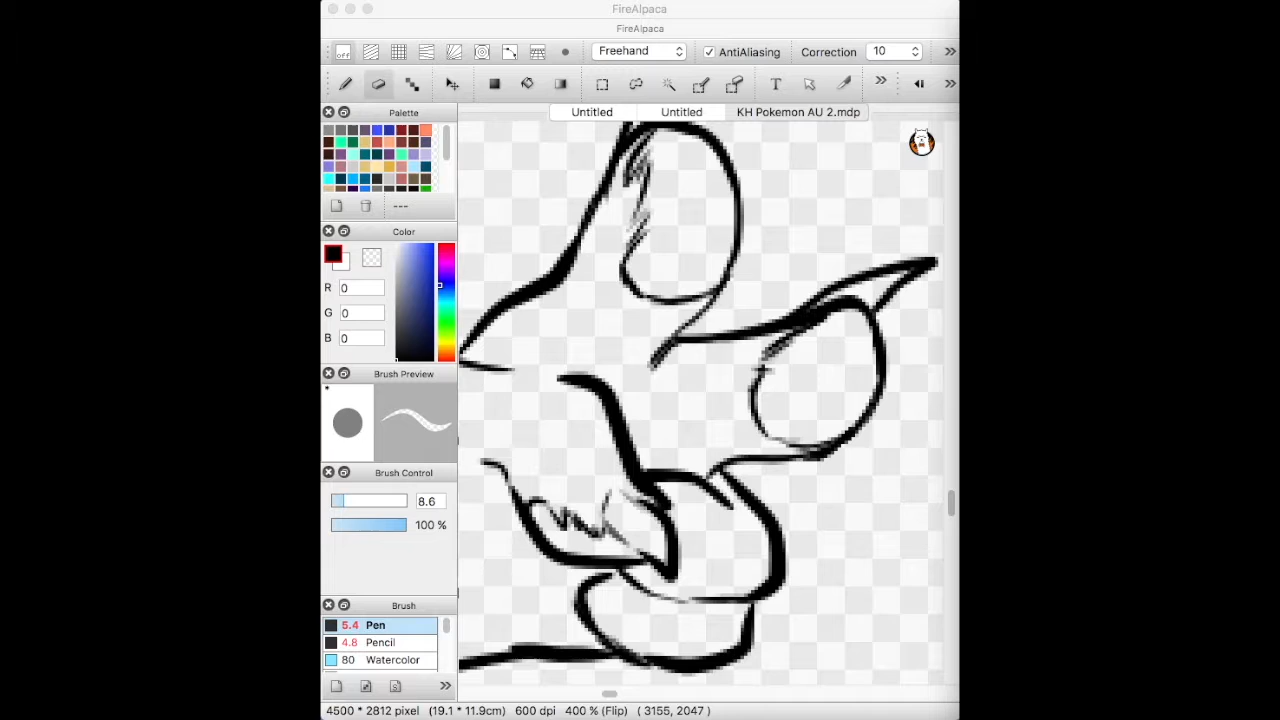 FireAlpaca
FireAlpaca
off Freehand AntiAliasing Correction 10 »
T » »
Palette Untitled Untitled KH Pokemon AU 2.mdp
---
Color
R 0
G 0
B 0
Brush Preview
*
Brush Control
8.6
100 %
Brush
5.4 Pen
4.8 Pencil
80 Watercolor
S »
4500 * 2812 pixel (19.1 * 11.9cm) 600 dpi 400 % (Flip) ( 3155, 2047 )